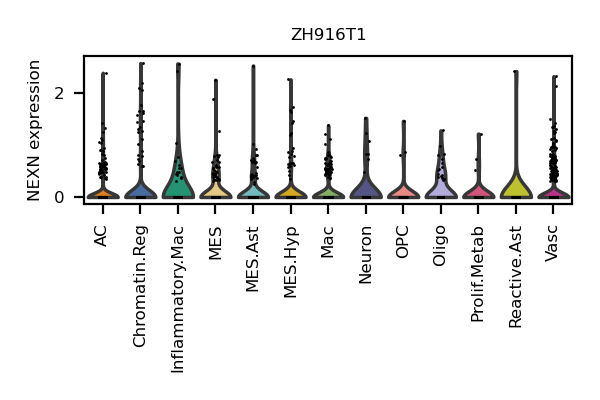 ZH916T1
NEXN expression
2
0
AC
Chromatin.Reg
Inflammatory.Mac
MES
MES.Ast
MES.Hyp
Mac
Neuron
OPC
Oligo
Prolif.Metab
Reactive.Ast
Vasc